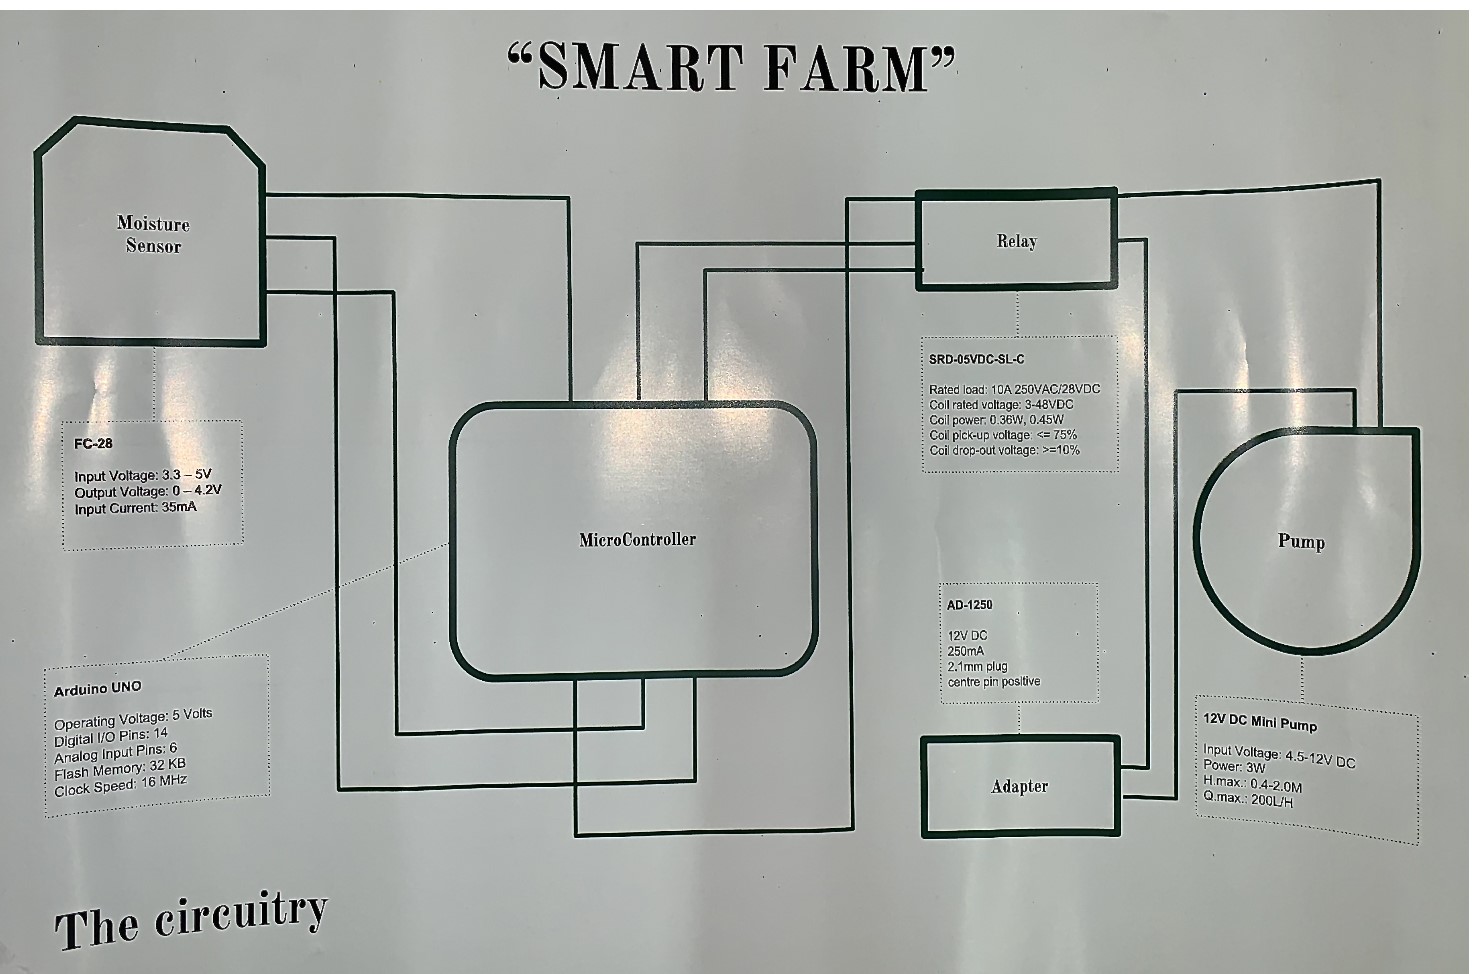 “SMART FARM”
Moisture
Sensor
Relay
SRD-05VDC-SL-C
Rated load: 10A 250VAC/28VDC
Coil rated voltage: 3-48VDC
Coil power: 0.36W, 0.45W
Coil pick-up voltage: <= 75%
Coil drop-out voltage: >=10%
FC-28
Input Voltage: 3.3 – 5V
Output Voltage: 0 – 4.2V
Input Current: 35mA
MicroController
Pump
AD-1250
12V DC
250mA
2.1mm plug
centre pin positive
Arduino UNO
Operating Voltage: 5 Volts
Digital I/O Pins: 14
Analog Input Pins: 6
Flash Memory: 32 KB
Clock Speed: 16 MHz
12V DC Mini Pump
Input Voltage: 4.5-12V DC
Power: 3W
H.max.: 0.4-2.0M
Q.max.: 200L/H
Adapter
The circuitry